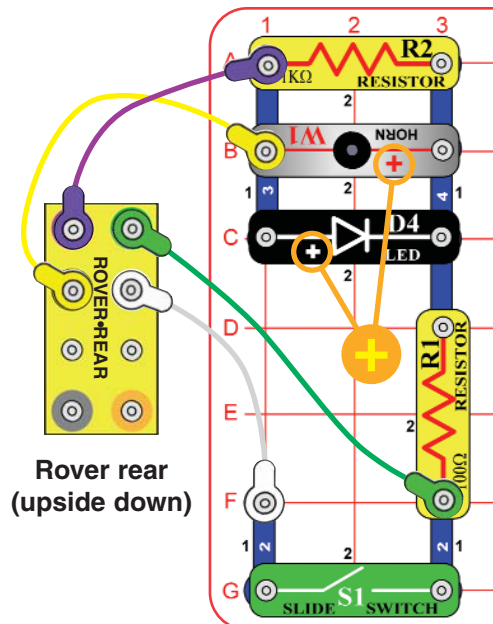 1 2 3
A
R2
1KΩ
RESISTOR
2
B
W1
HORN
1 3 2 4 1
C
D4
LED
2
ROVER•REAR
D
R1
RESISTOR
E
2
100Ω
Rover rear
(upside down)
F
1 2 2 2 1
G
S1
SLIDE SWITCH